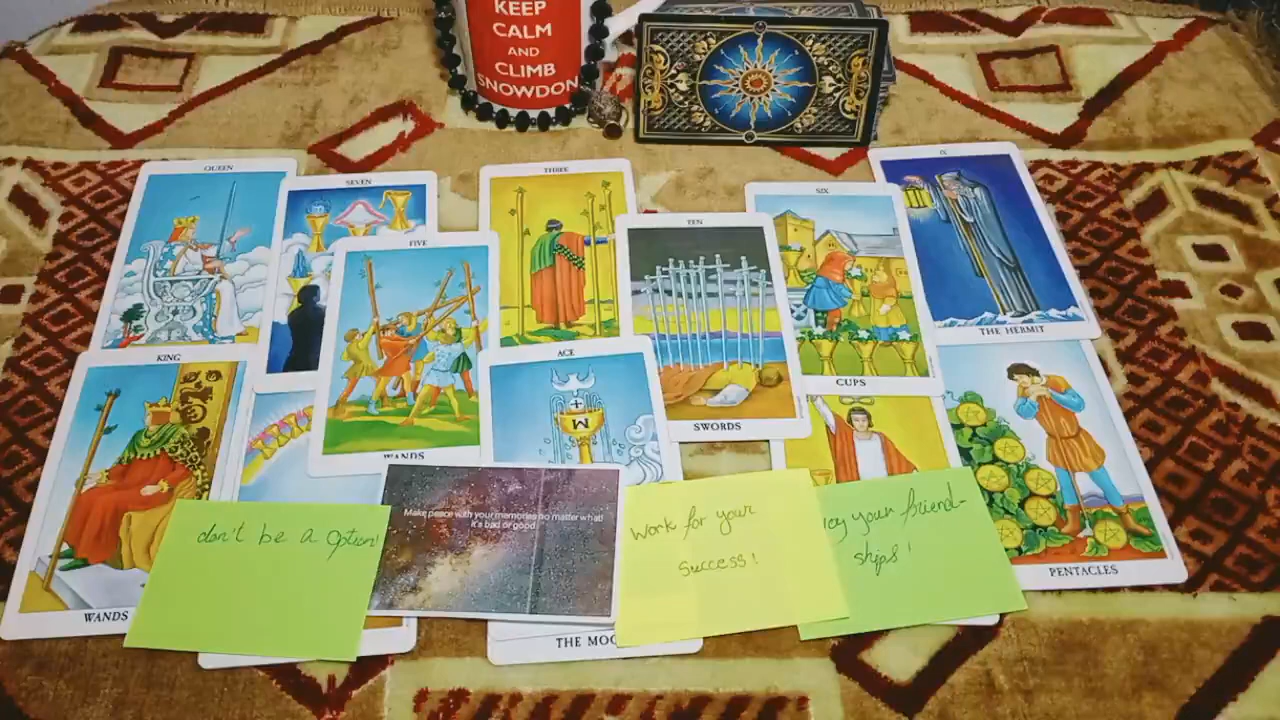 KEEP
CALM
AND
CLIMB
SNOWDON
QUEEN
SEVEN
THREE
SIX
IX
FIVE
TEN
KING
ACE
THE HERMIT
CUPS
SWORDS
WANDS
PENTACLES
WANDS
don't be a option!
Make peace with your memories no matter what!
it's bad or good
Work for your
success!
your friend-
ships!
THE MOO